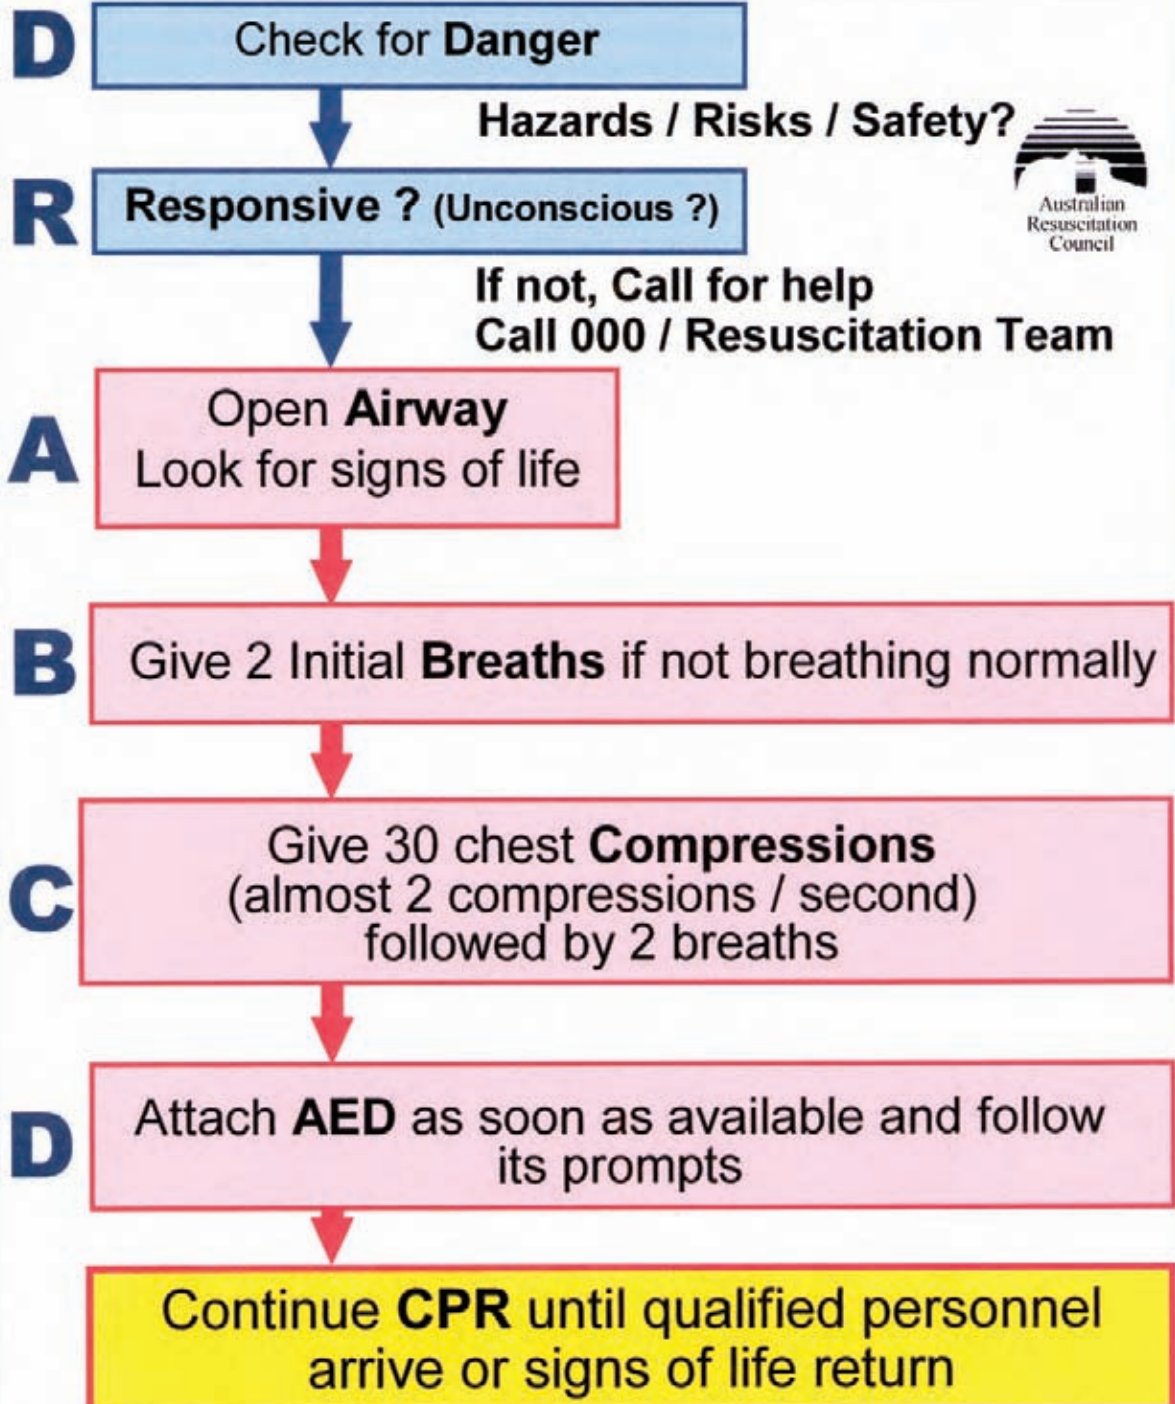 D
Check for Danger
Hazards / Risks / Safety?
Australian
Resuscitation
Council
R
Responsive ? (Unconscious ?)
If not, Call for help
Call 000 / Resuscitation Team
A
Open Airway
Look for signs of life
B
Give 2 Initial Breaths if not breathing normally
C
Give 30 chest Compressions
(almost 2 compressions / second)
followed by 2 breaths
D
Attach AED as soon as available and follow
its prompts
Continue CPR until qualified personnel
arrive or signs of life return